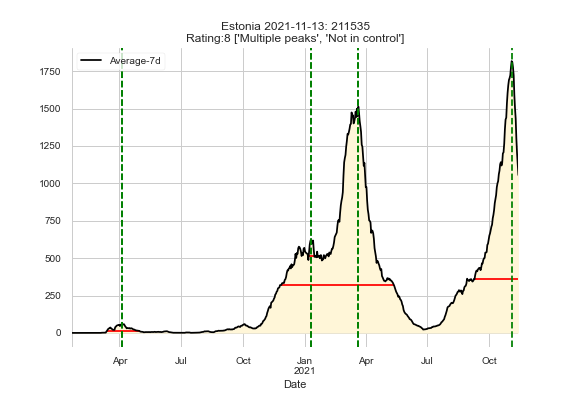 Estonia 2021-11-13: 211535
Rating:8 ['Multiple peaks', 'Not in control']
Average-7d
1750
1500
1250
1000
750
500
250
0
Apr Jul Oct Jan Apr Jul Oct
2021
Date